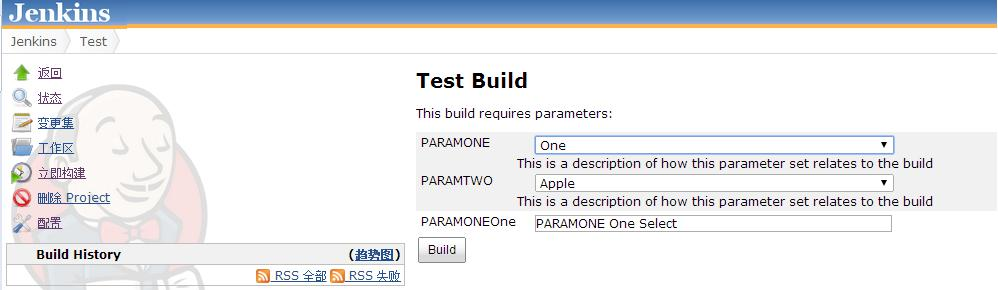 Jenkins
Jenkins Test
返回
状态
变更集
工作区
立即构建
删除 Project
配置
Build History (趋势图)
RSS 全部 RSS 失败
Test Build
This build requires parameters:
PARAMONE One
This is a description of how this parameter set relates to the build
PARAMTWO Apple
This is a description of how this parameter set relates to the build
PARAMONEOne PARAMONE One Select
Build